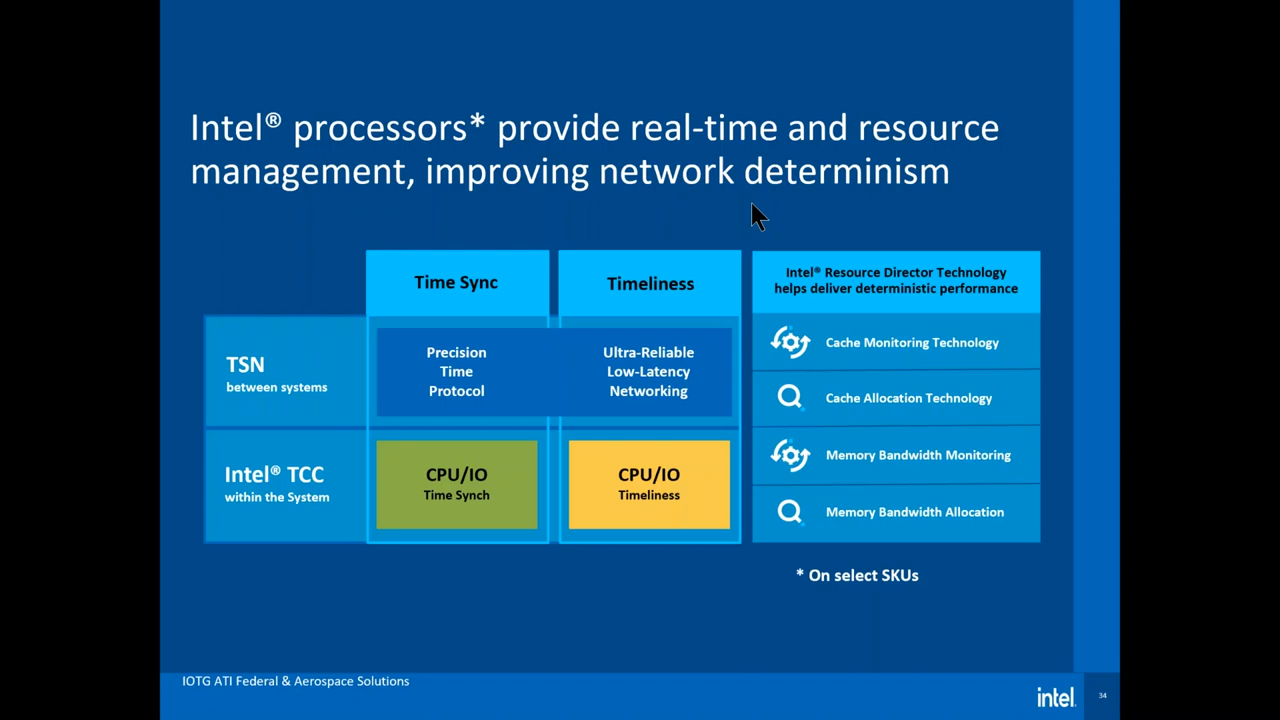 Intel® processors* provide real-time and resource
management, improving network determinism
Time Sync
Timeliness
TSN
between systems
Precision
Time
Protocol
Ultra-Reliable
Low-Latency
Networking
Intel® TCC
within the System
CPU/IO
Time Synch
CPU/IO
Timeliness
Intel® Resource Director Technology
helps deliver deterministic performance
Cache Monitoring Technology
Cache Allocation Technology
Memory Bandwidth Monitoring
Memory Bandwidth Allocation
* On select SKUs
IOTG ATI Federal & Aerospace Solutions
intel.
34